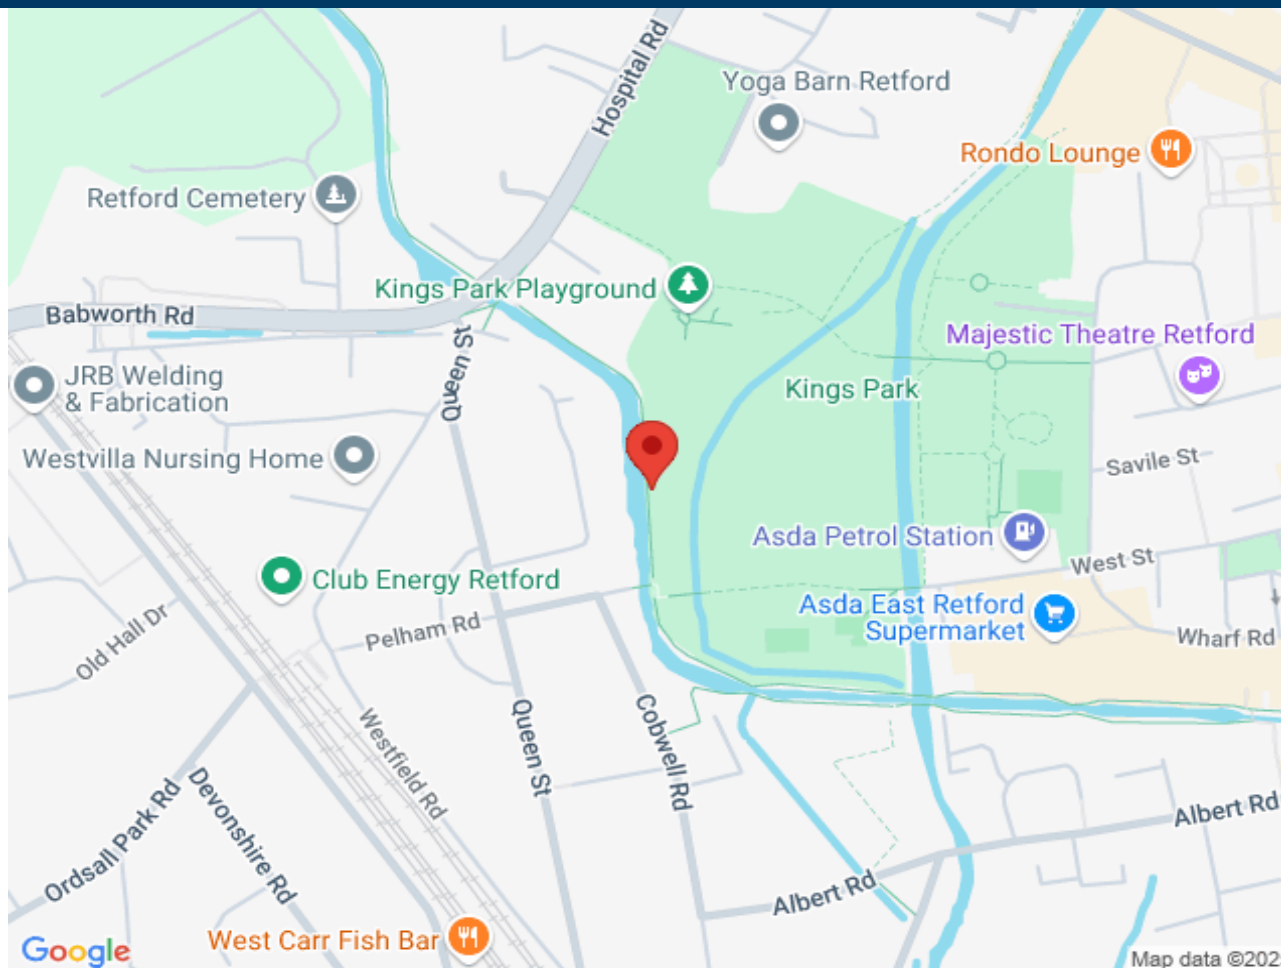 Hospital Rd
Yoga Barn Retford
Rondo Lounge
Retford Cemetery
Kings Park Playground
Babworth Rd
Majestic Theatre Retford
JRB Welding
& Fabrication
Queen St
Kings Park
Westvilla Nursing Home
Savile St
Asda Petrol Station
West St
Club Energy Retford
Asda East Retford
Supermarket
Pelham Rd
Old Hall Dr
Wharf Rd
Westfield Rd
Queen St
Cobwell Rd
Ordsall Park Rd
Devonshire Rd
Albert Rd
Albert Rd
West Carr Fish Bar
Google
Map data ©202